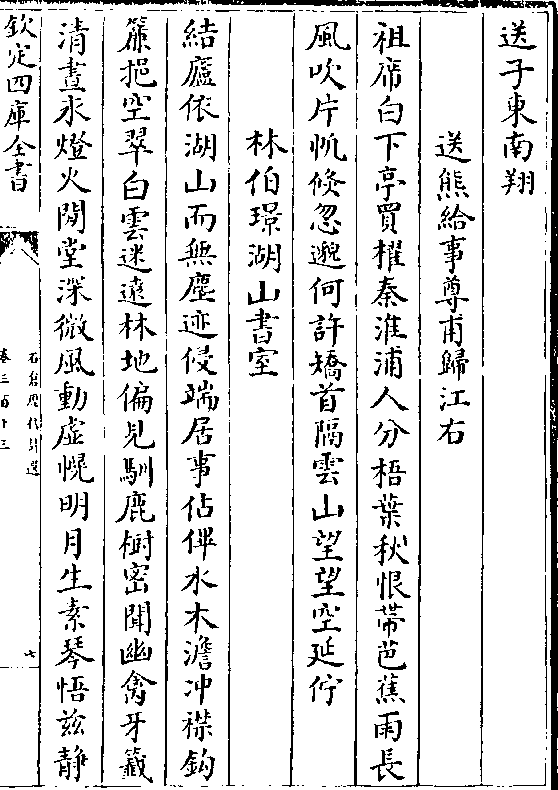 送子東南翔
送熊給事尊甫歸江右
祖席白下亭買櫂秦淮浦人分梧葉秋恨帶芭蕉雨長
風吹片帆倐忽邈何許矯首隔雲山望望空延佇
林伯璟湖山書室
結廬依湖山而無塵迹侵端居事佔俾水木澹冲襟鈎
簾挹空翠白雲迷遠林地偏見馴鹿樹密聞幽禽牙籤
清晝永燈火閒堂深微風動虛幌明月生素琴悟兹静
欽定四庫全書
石倉歷代詩選
卷三百十三
七